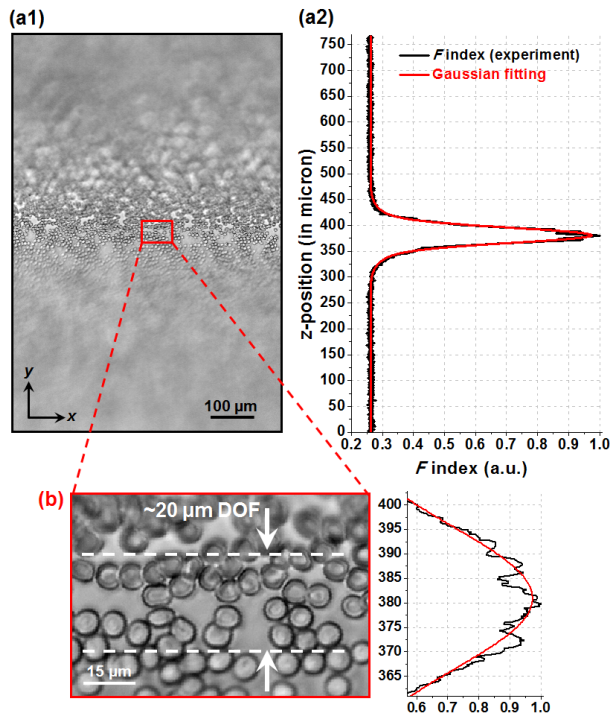 (a1)
(a2)
y
x
100 µm
z-position (in micron)
750
700
650
600
550
500
450
400
350
300
250
200
150
100
50
0
F index (experiment)
Gaussian fitting
0.2 0.3 0.4 0.5 0.6 0.7 0.8 0.9 1.0
F index (a.u.)
(b)
~20 µm DOF
15 µm
400
395
390
385
380
375
370
365
0.6 0.7 0.8 0.9 1.0